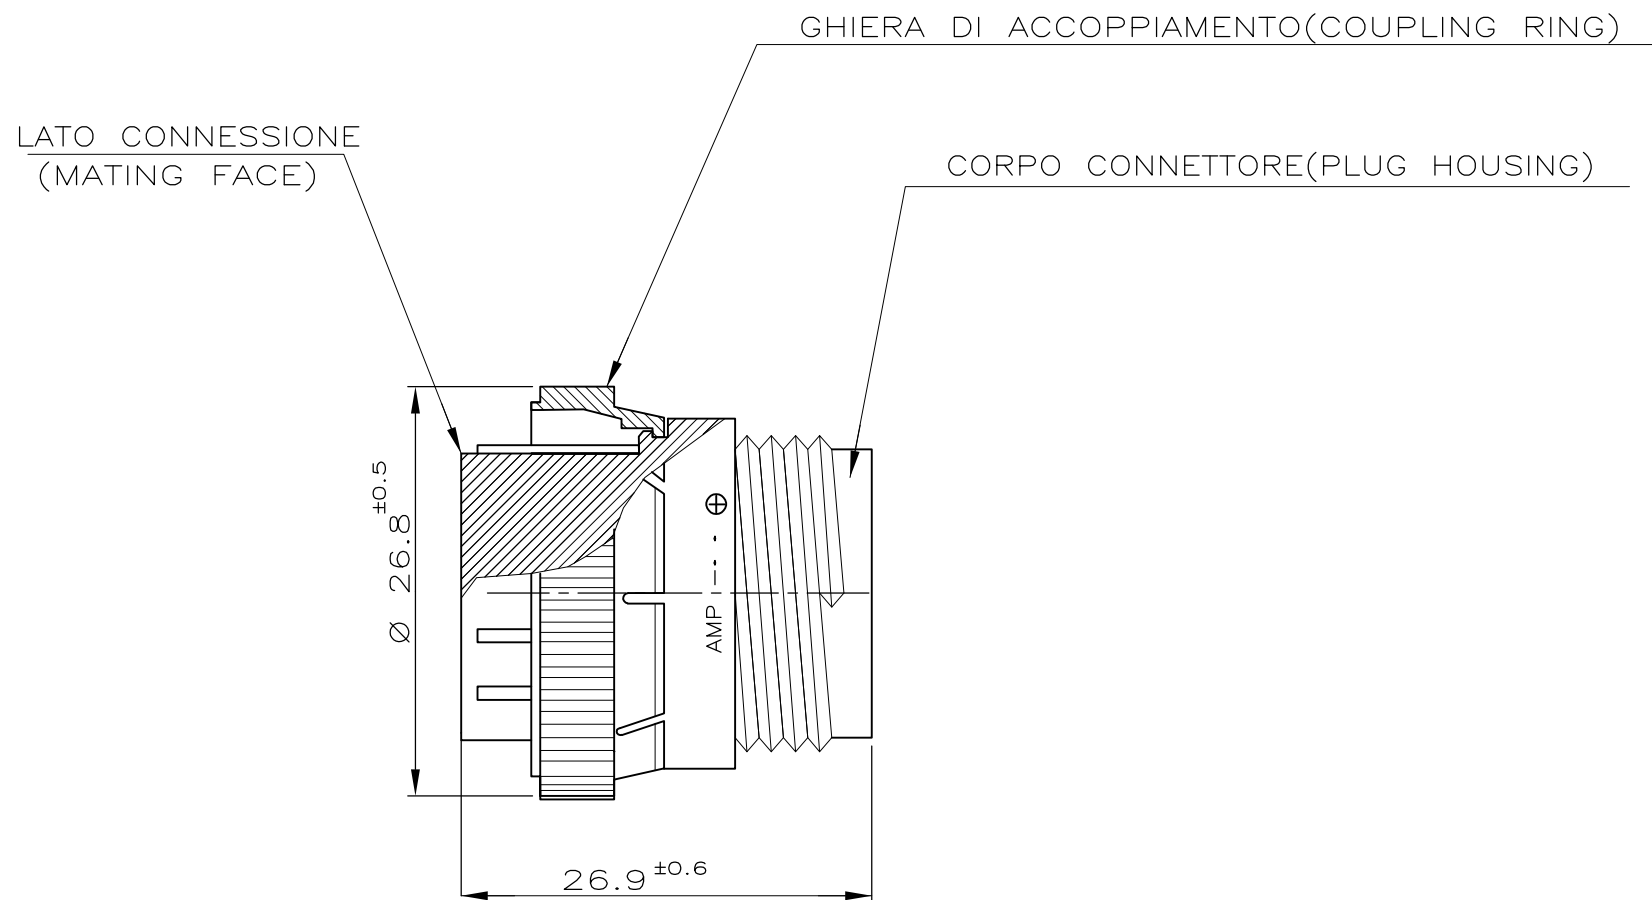 GHIERA DI ACCOPPIAMENTO(COUPLING RING)
LATO CONNESSIONE
(MATING FACE)
CORPO CONNETTORE(PLUG HOUSING)
Ø 26.8 ±0.5
AMP
26.9 ±0.6